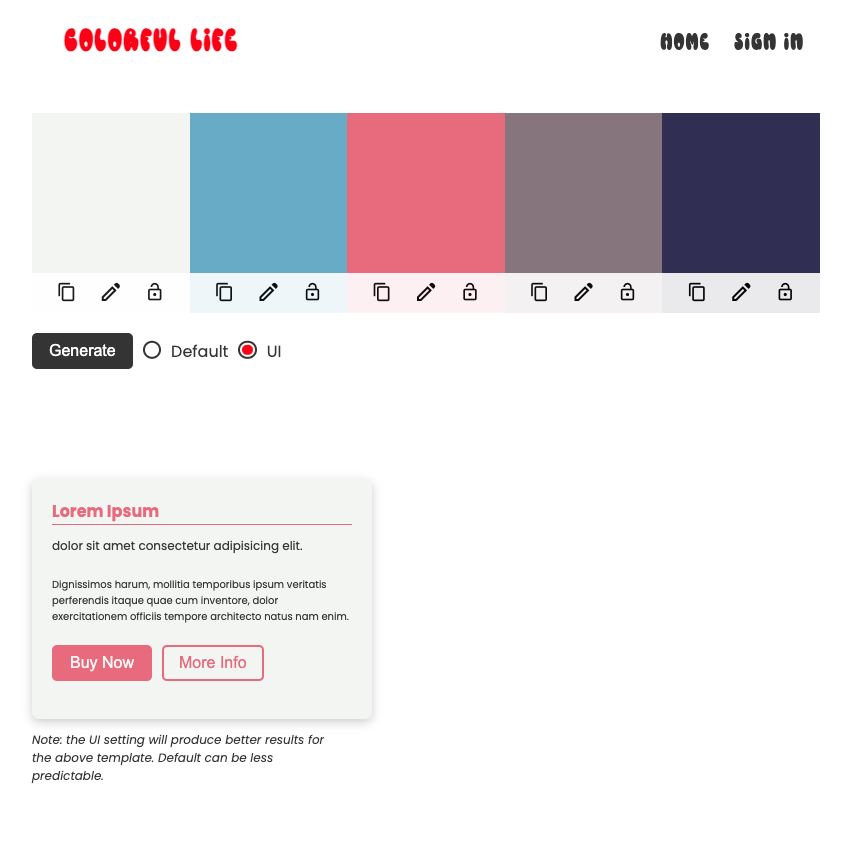 COLORFUL LIFE
HOME SIGN IN
Generate Default UI
Lorem Ipsum
dolor sit amet consectetur adipisicing elit.
Dignissimos harum, mollitia temporibus ipsum veritatis
perferendis itaque quae cum inventore, dolor
exercitationem officiis tempore architecto natus nam enim.
Buy Now More Info
Note: the UI setting will produce better results for
the above template. Default can be less
predictable.